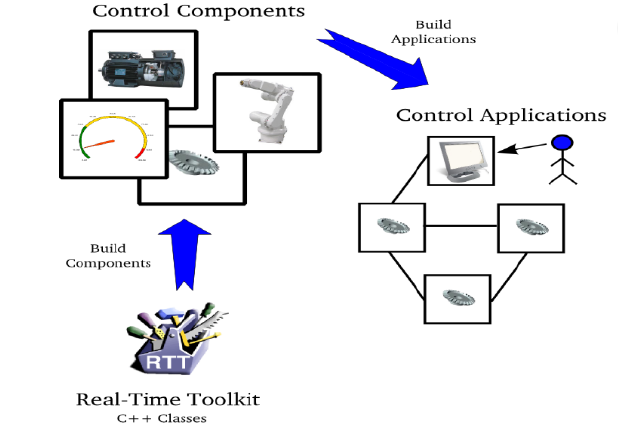 Control Components
Build
Applications
Control Applications
Build
Components
RTT
Real-Time Toolkit
C++ Classes